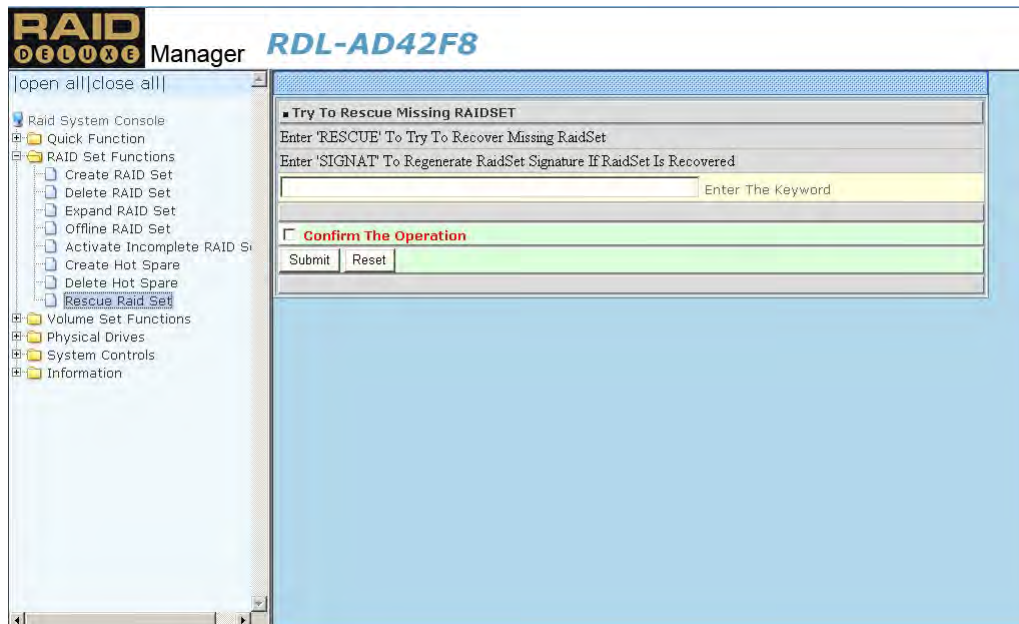 RAID
DELUXE Manager
RDL-AD42F8
|open all|close all|
Raid System Console
Quick Function
RAID Set Functions
Create RAID Set
Delete RAID Set
Expand RAID Set
Offline RAID Set
Activate Incomplete RAID S
Create Hot Spare
Delete Hot Spare
Rescue Raid Set
Volume Set Functions
Physical Drives
System Controls
Information
Try To Rescue Missing RAIDSET
Enter 'RESCUE' To Try To Recover Missing RaidSet
Enter 'SIGNAT' To Regenerate RaidSet Signature If RaidSet Is Recovered
Enter The Keyword
Confirm The Operation
Submit Reset